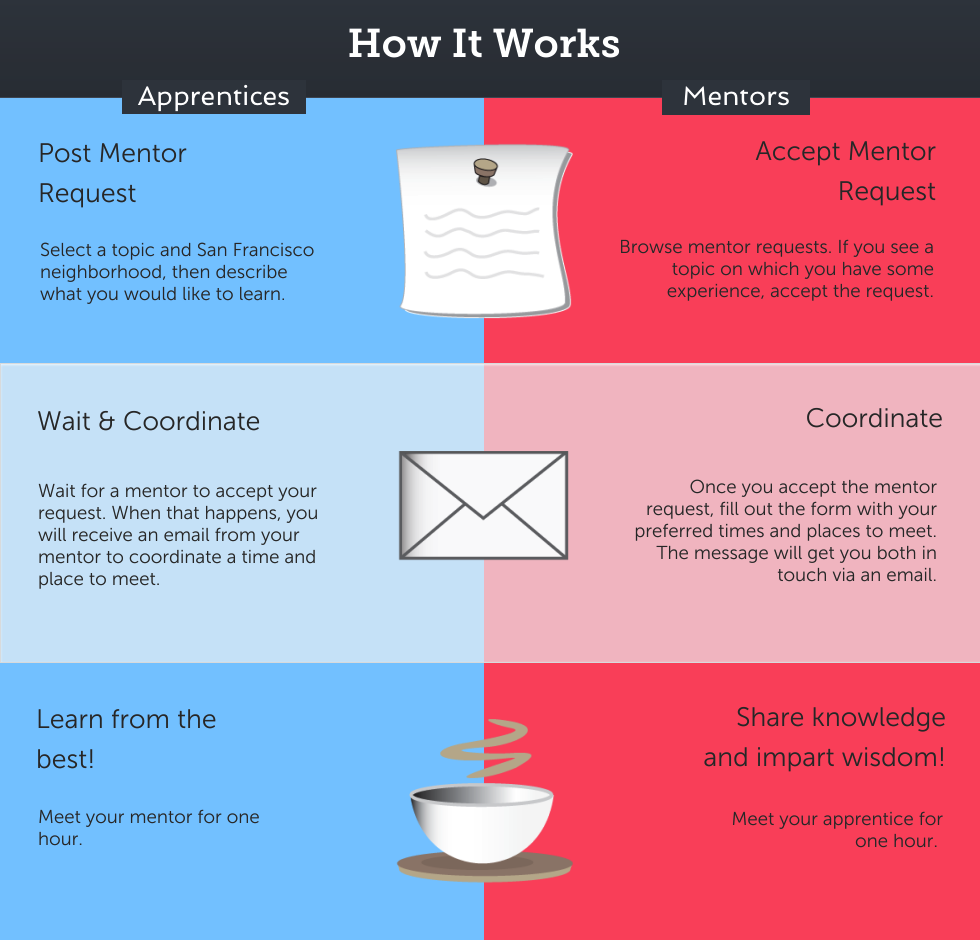 How It Works
Apprentices
Mentors
Post Mentor
Request
Select a topic and San Francisco
neighborhood, then describe
what you would like to learn.
Accept Mentor
Request
Browse mentor requests. If you see a
topic on which you have some
experience, accept the request.
Wait & Coordinate
Wait for a mentor to accept your
request. When that happens, you
will receive an email from your
mentor to coordinate a time and
place to meet.
Coordinate
Once you accept the mentor
request, fill out the form with your
preferred times and places to meet.
The message will get you both in
touch via an email.
Learn from the
best!
Meet your mentor for one
hour.
Share knowledge
and impart wisdom!
Meet your apprentice for
one hour.